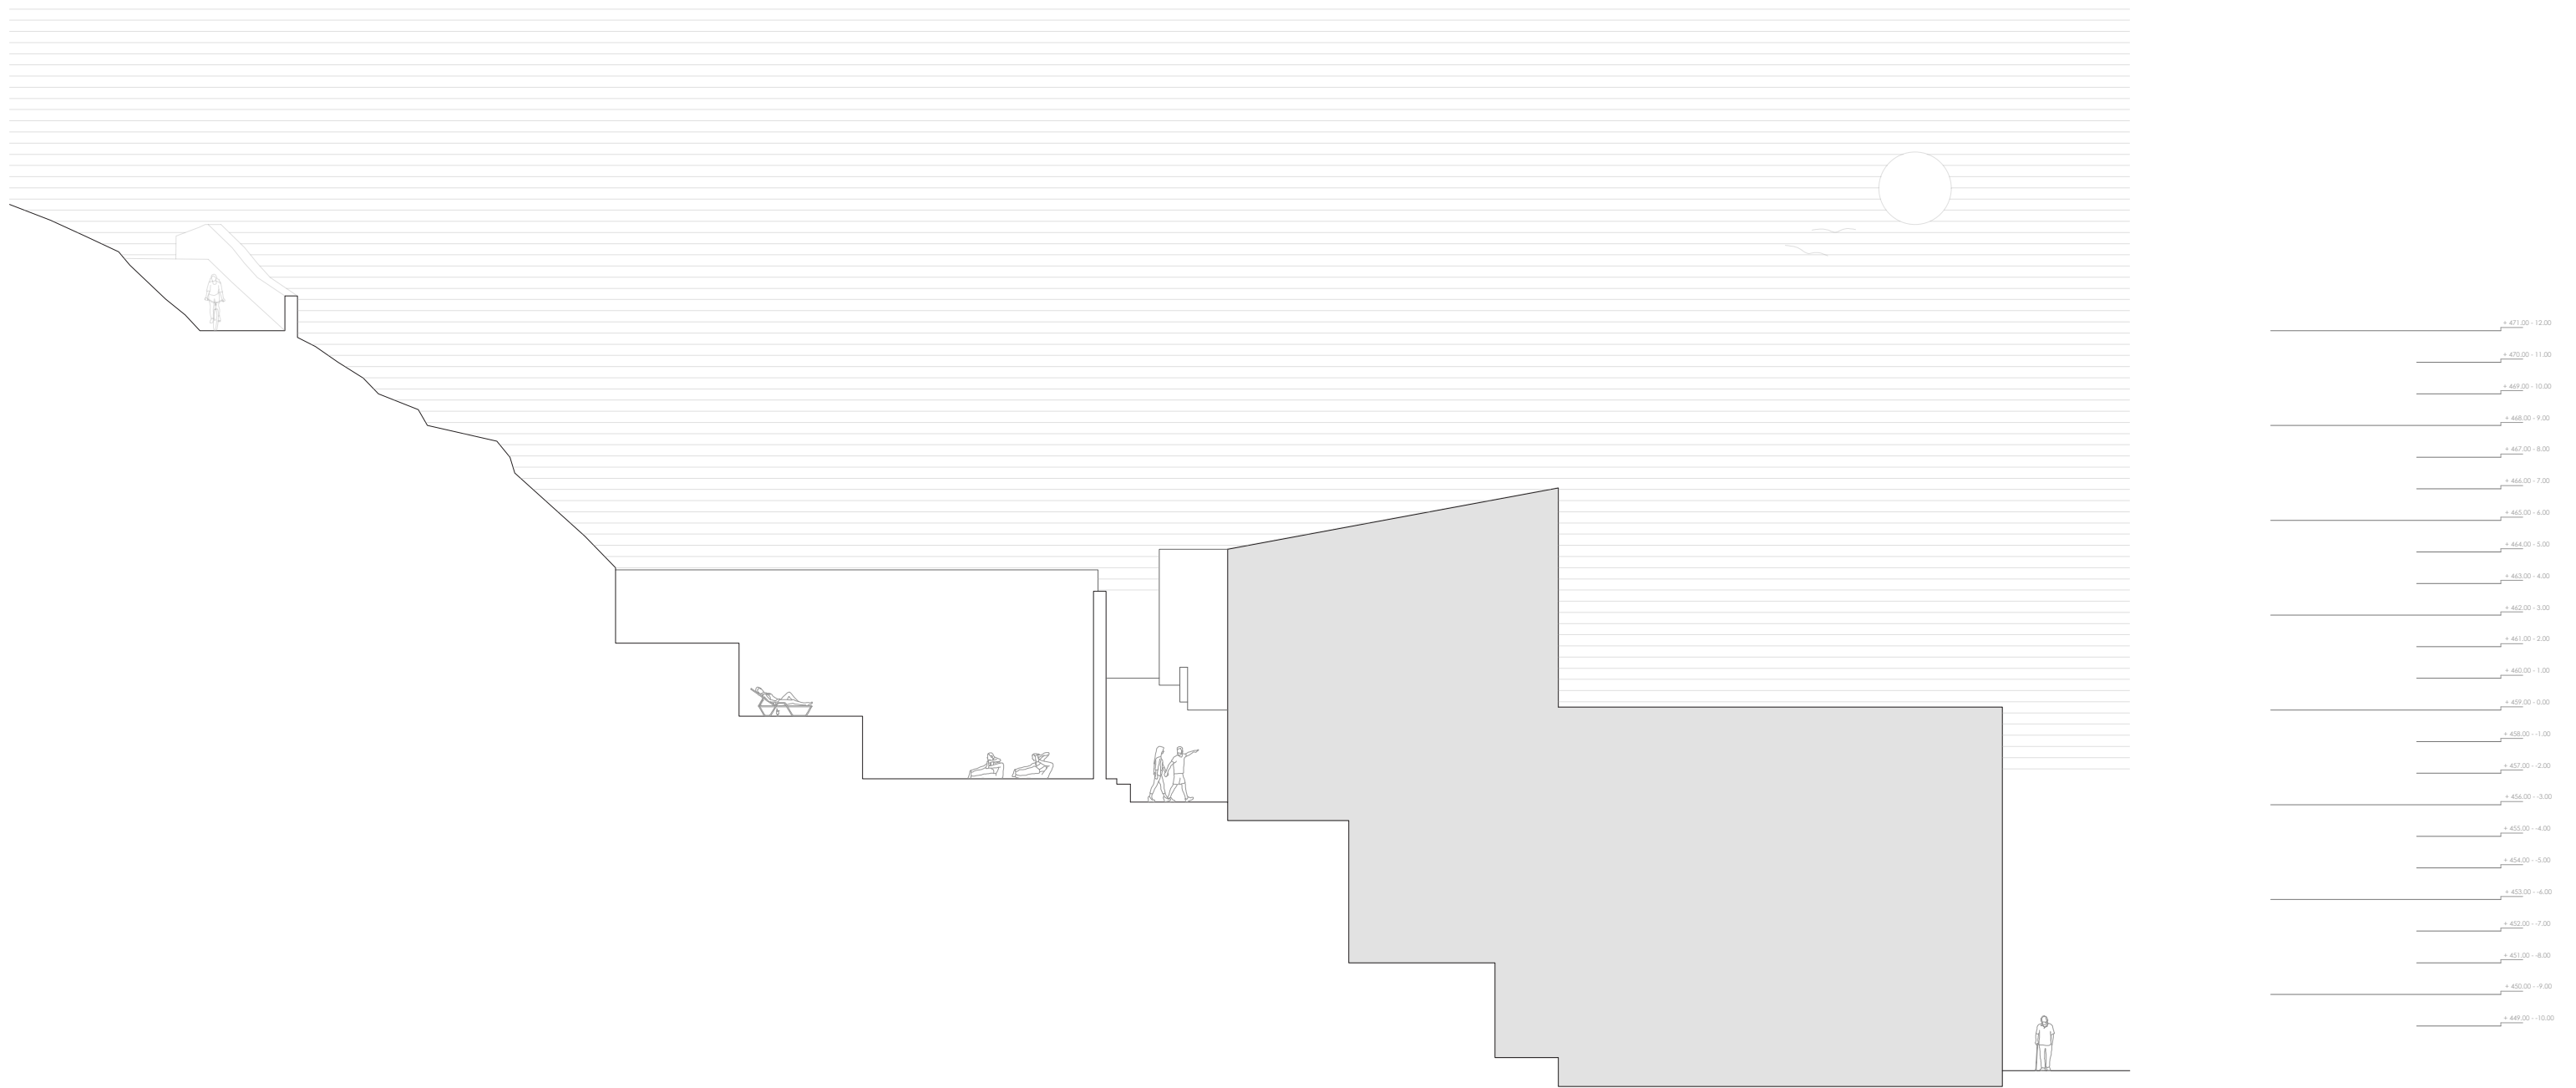 + 471.00 - 12.00
+ 470.00 - 11.00
+ 469.00 - 10.00
+ 468.00 - 9.00
+ 467.00 - 8.00
+ 466.00 - 7.00
+ 465.00 - 6.00
+ 464.00 - 5.00
+ 463.00 - 4.00
+ 462.00 - 3.00
+ 461.00 - 2.00
+ 460.00 - 1.00
+ 459.00 - 0.00
+ 458.00 - -1.00
+ 457.00 - -2.00
+ 456.00 - -3.00
+ 455.00 - -4.00
+ 454.00 - -5.00
+ 453.00 - -6.00
+ 452.00 - -7.00
+ 451.00 - -8.00
+ 450.00 - -9.00
+ 449.00 - -10.00